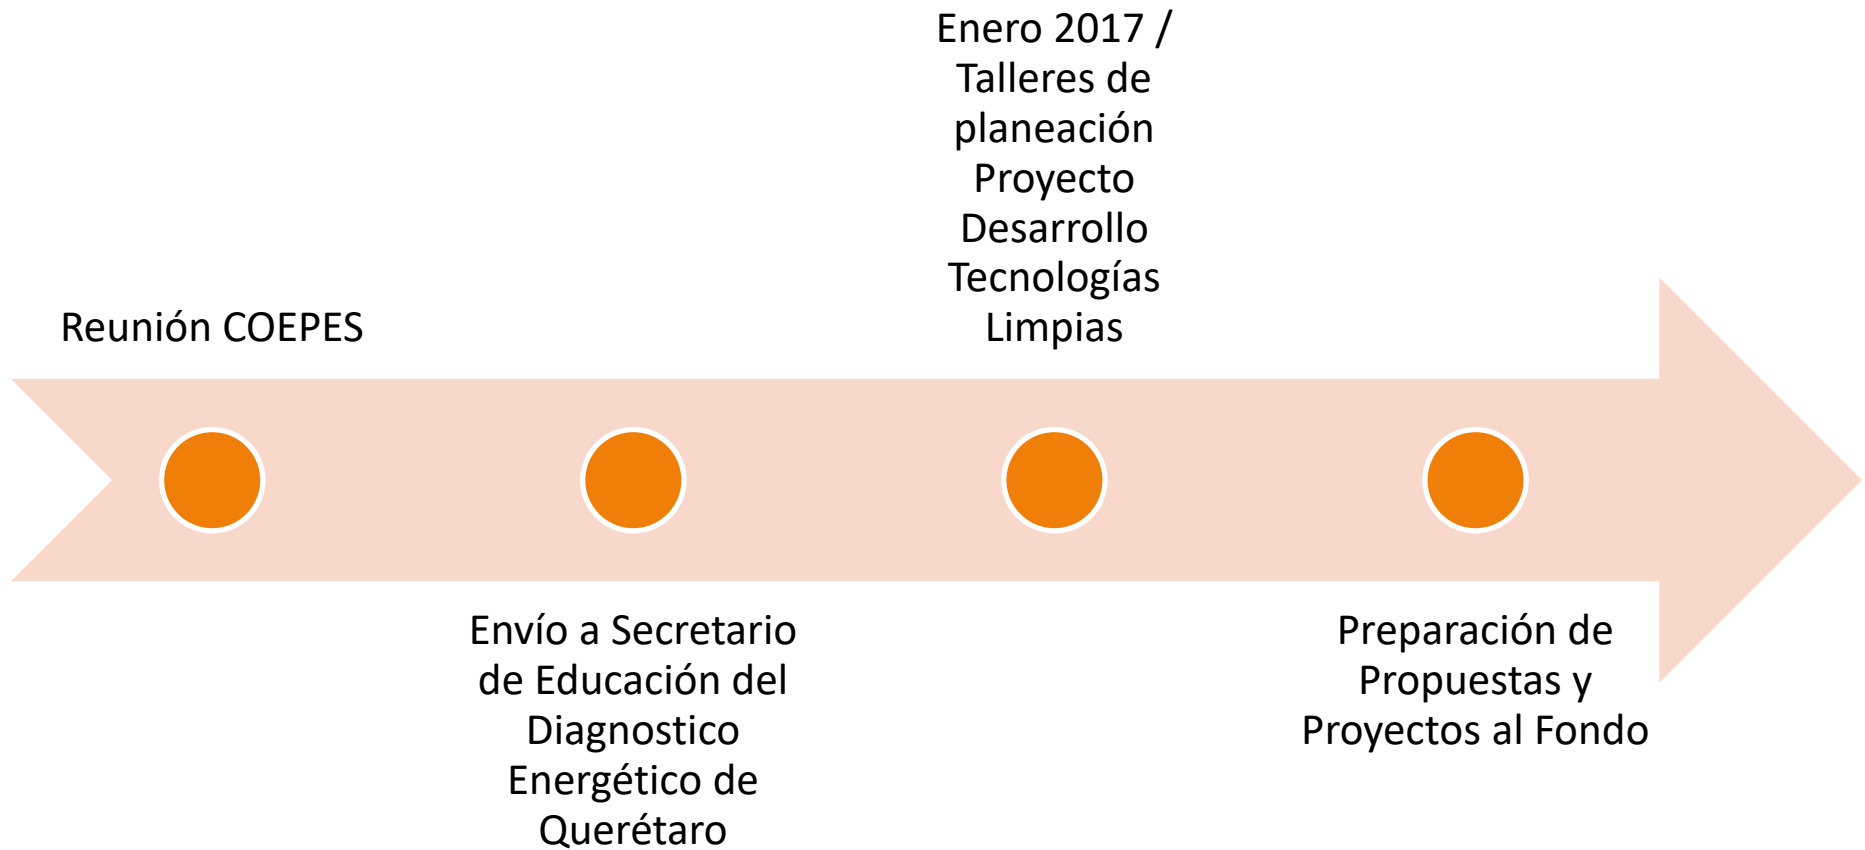 Reunión COEPES
Envío a Secretario
de Educación del
Diagnostico
Energético de
Querétaro
Enero 2017 /
Talleres de
planeación
Proyecto
Desarrollo
Tecnologías
Limpias
Preparación de
Propuestas y
Proyectos al Fondo